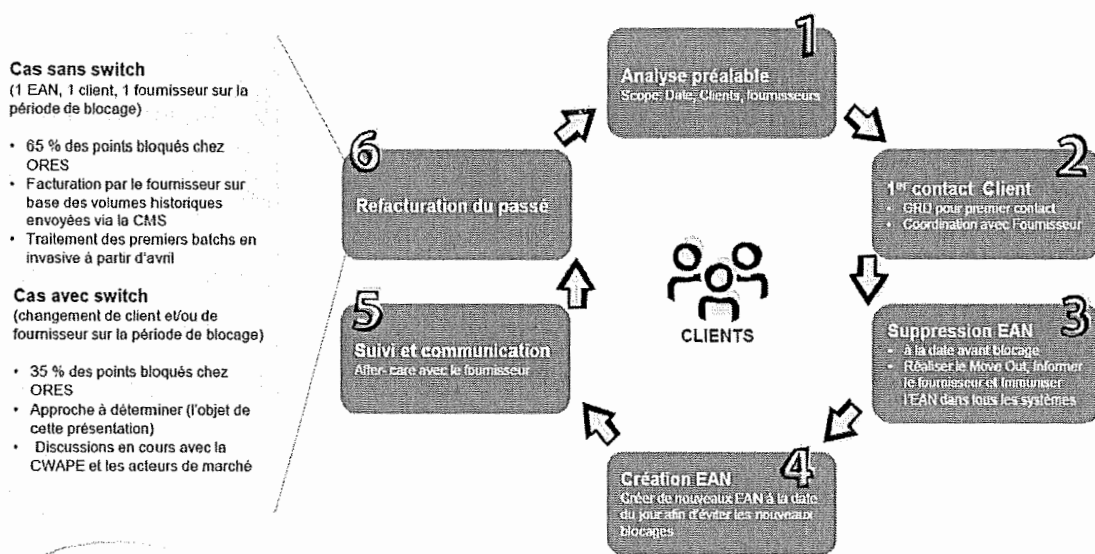 Cas sans switch
(1 EAN, 1 client, 1 fournisseur sur la
période de blocage)
• 65 % des points bloqués chez
ORES
• Facturation par le fournisseur sur
base des volumes historiques
envoyées via la CMS
• Traitement des premiers batchs en
invasive à partir d'avril
Cas avec switch
(changement de client et/ou de
fournisseur sur la période de blocage)
• 35 % des points bloqués chez
ORES
• Approche à déterminer (l'objet de
cette présentation)
• Discussions en cours avec la
CWAPE et les acteurs de marché
1
Analyse préalable
Scope, Date, Clients, fournisseurs
2
1er contact Client
• GRD pour premier contact
• Coordination avec Fournisseur
3
Suppression EAN
• à la date avant blocage
• Réaliser le Move Out, informer
le fournisseur et Immuniser
l'EAN dans tous les systèmes
4
Création EAN
Créer de nouveaux EAN à la date
du jour afin d'éviter les nouveaux
blocages
5
Suivi et communication
After- care avec le fournisseur
6
Refacturation du passé
CLIENTS